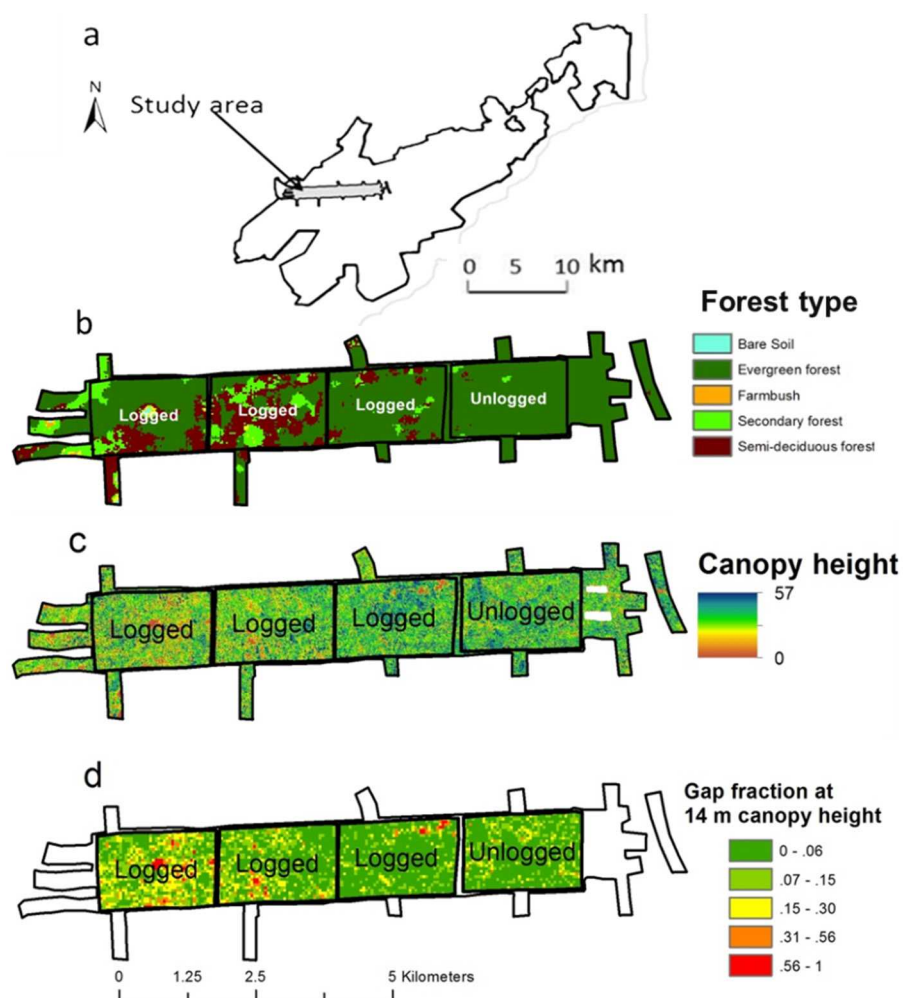 a
N
Study area
0 5 10 km
b
Forest type
Bare Soil
Evergreen forest
Farmbush
Secondary forest
Semi-deciduous forest
Logged
Logged
Logged
Unlogged
c
Canopy height
57
0
Logged
Logged
Logged
Unlogged
d
Gap fraction at
14 m canopy height
0 - .06
.07 - .15
.15 - .30
.31 - .56
.56 - 1
Logged
Logged
Logged
Unlogged
0 1.25 2.5 5 Kilometers